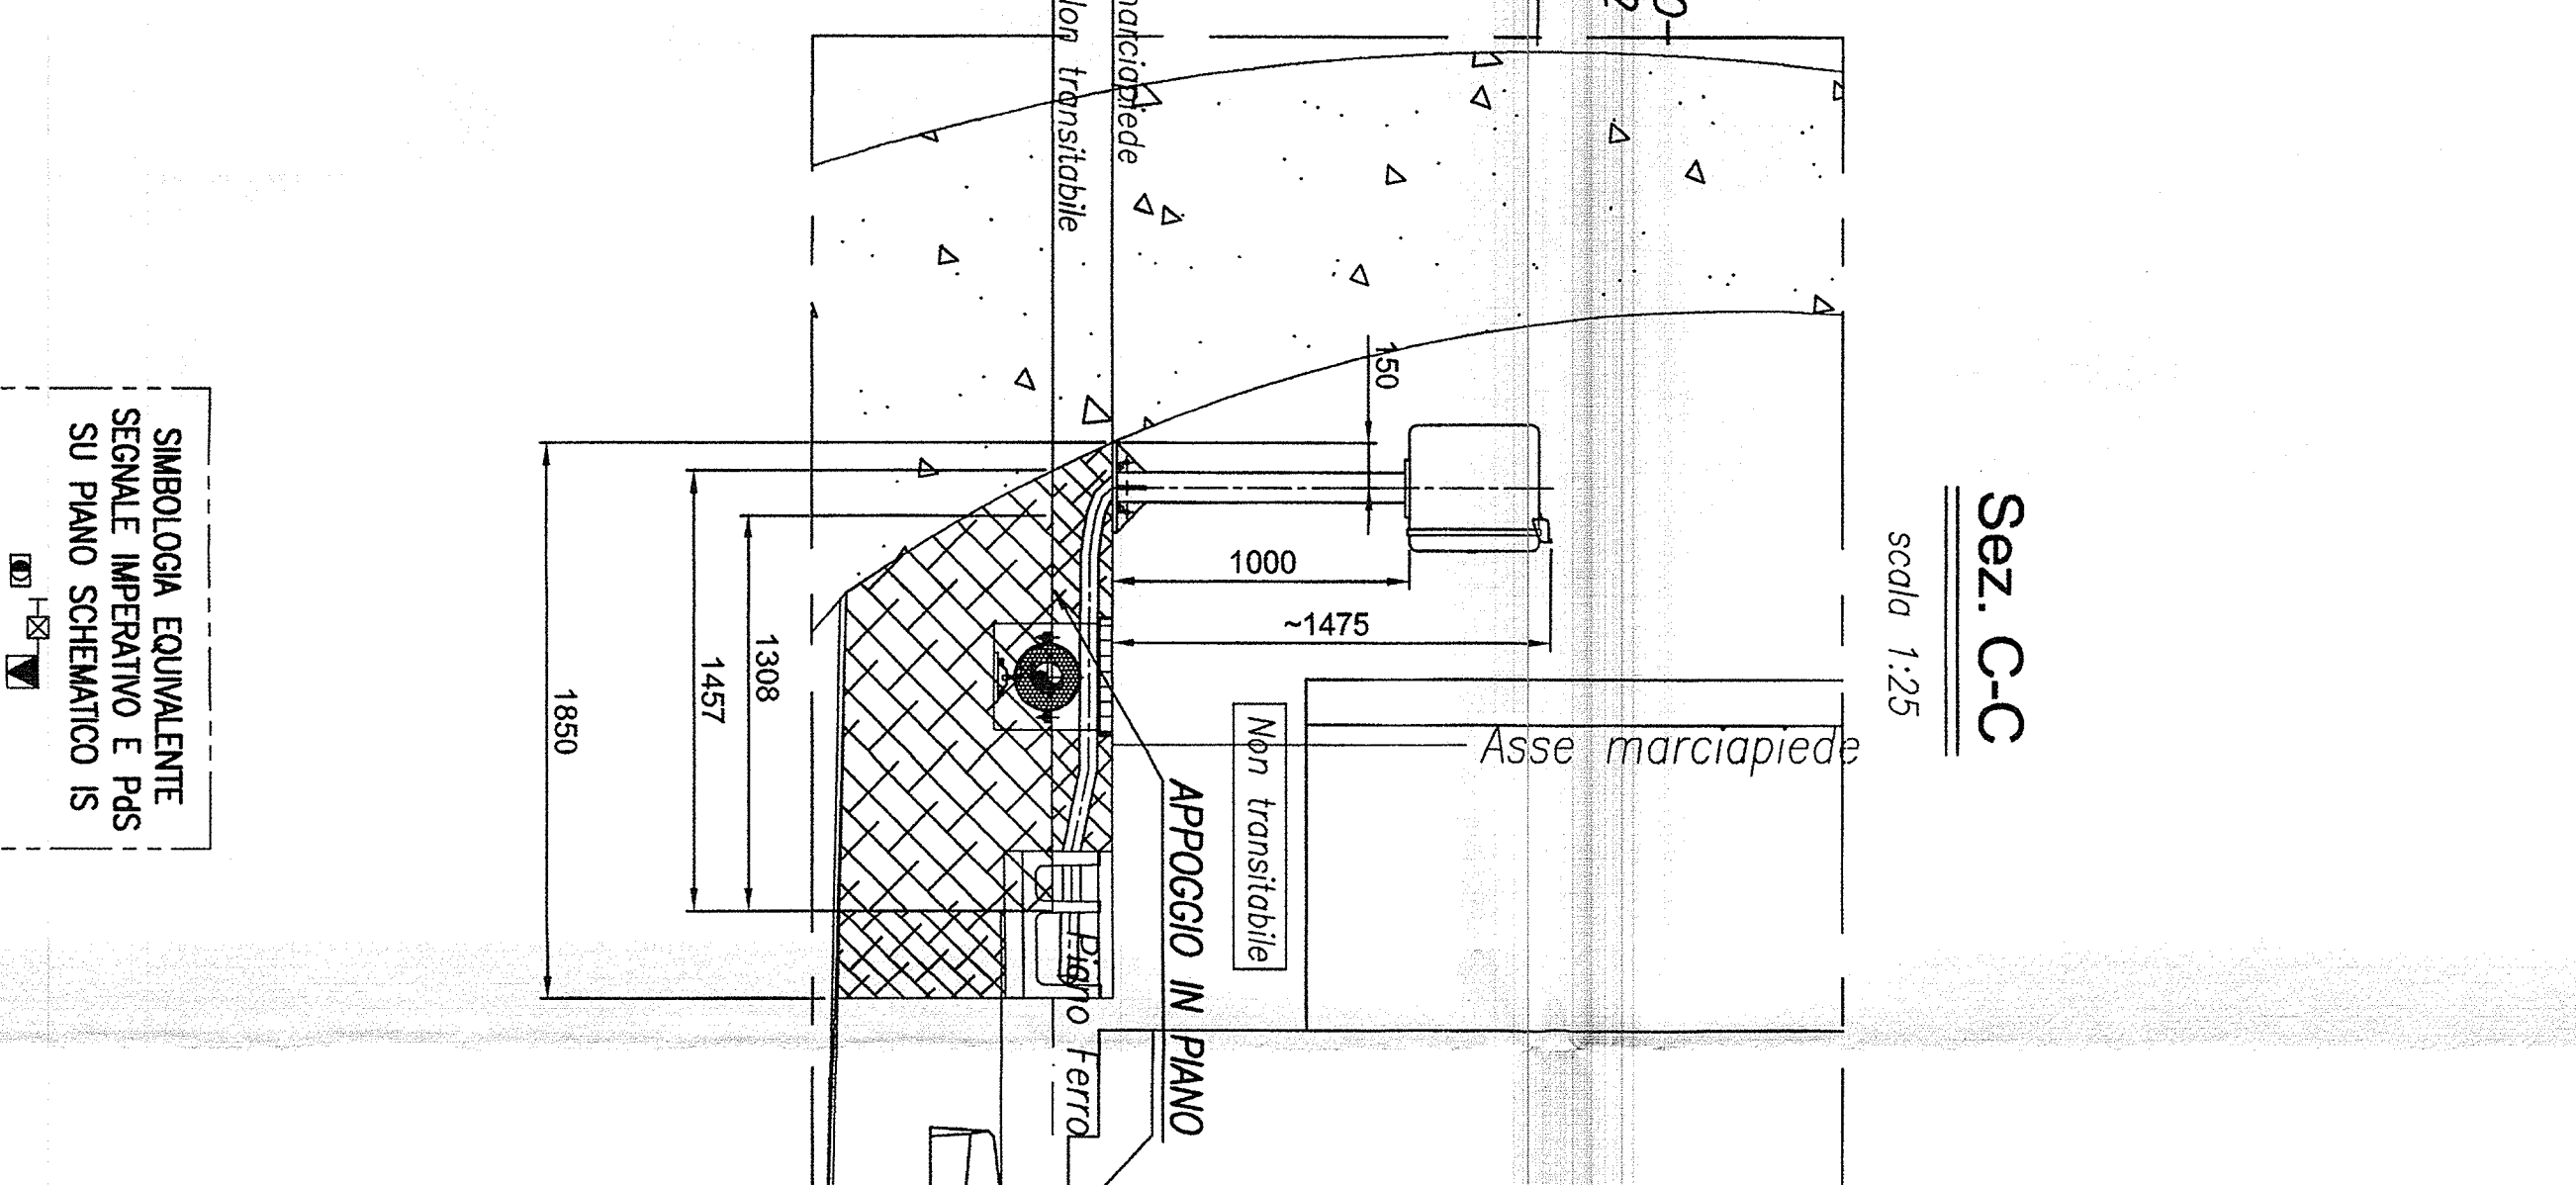 Sez. C-C
scala 1:25
marciapiede
transitabile
150
1000
~1475
Asse marciapiede
Non transitabile
APPOGGIO IN PIANO
Piano Ferro
1308
1457
1850
SIMBOLOGIA EQUIVALENTE
SEGNALE IMPERATIVO E PdS
SU PIANO SCHEMATICO IS